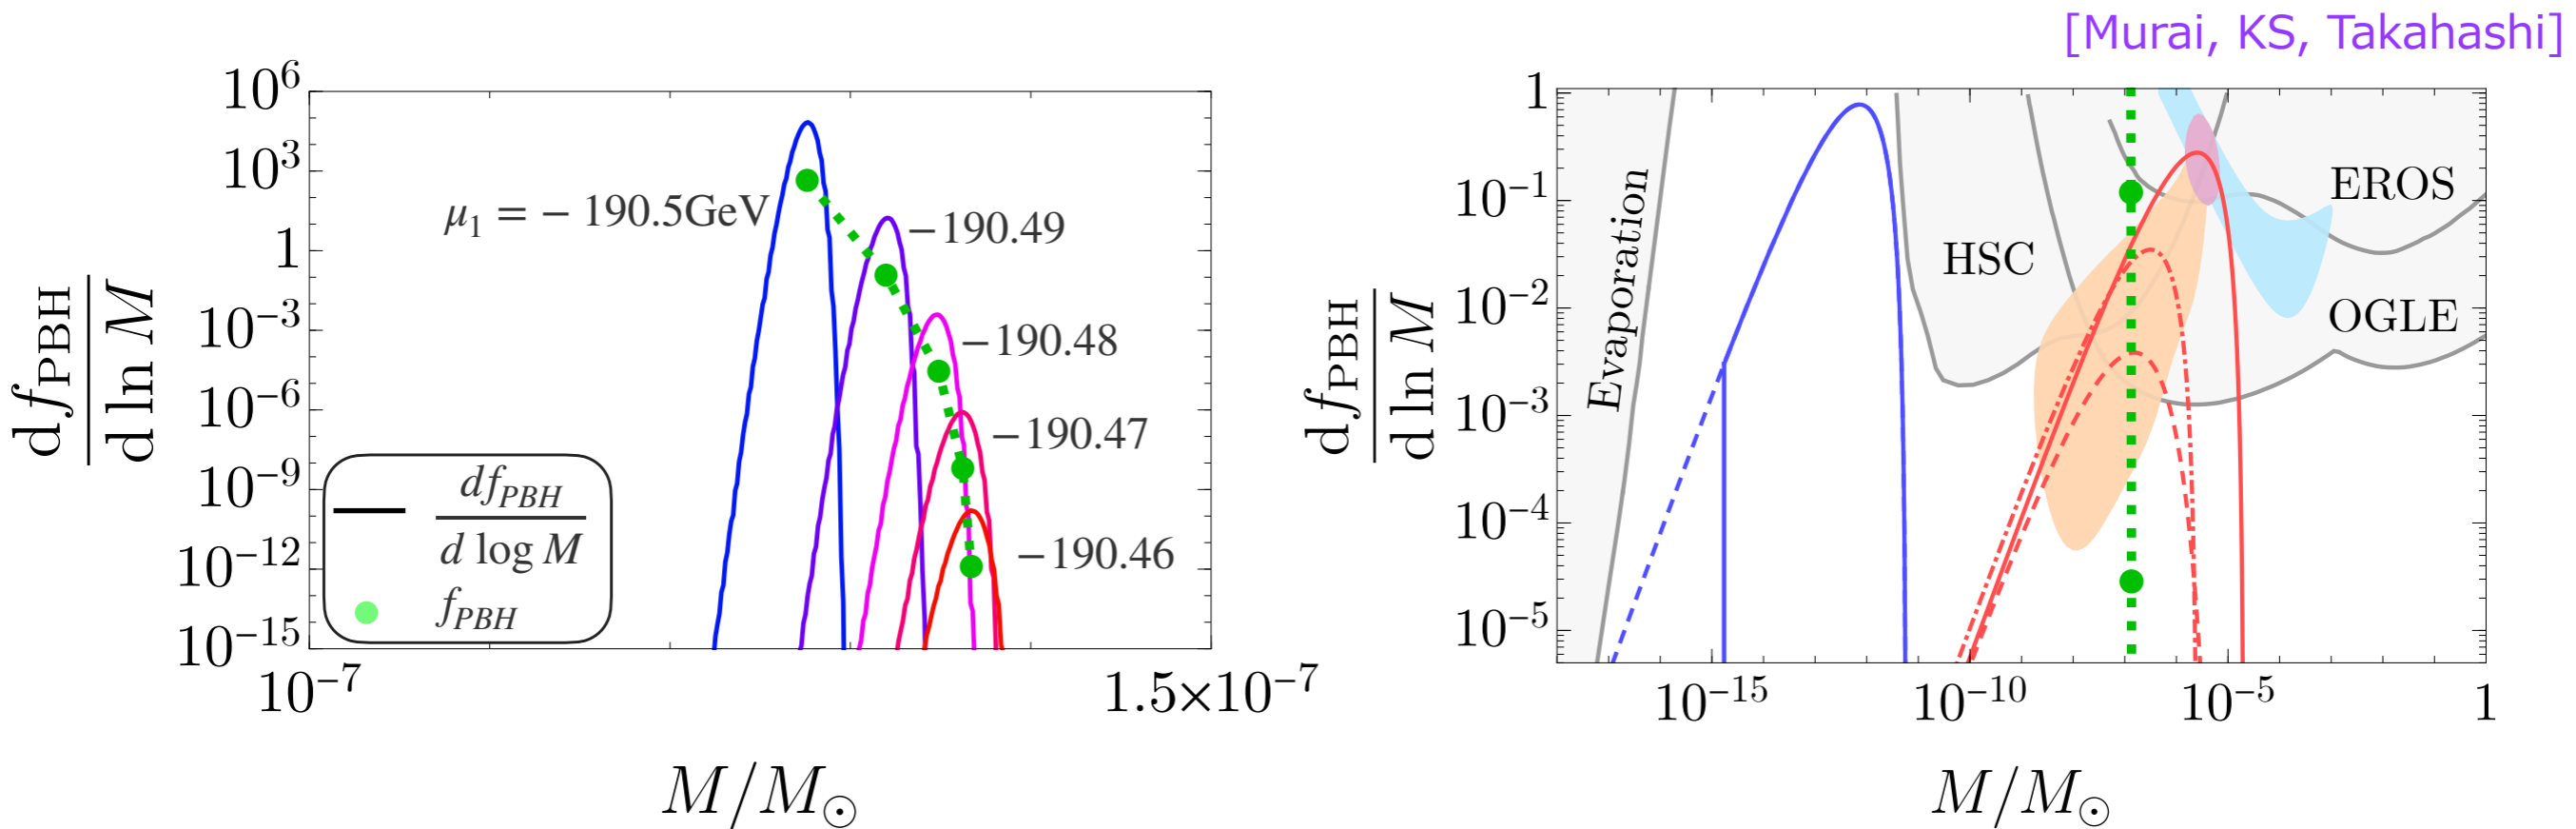 [Murai, KS, Takahashi]
df_PBH / d ln M
10^6
10^3
1
10^−3
10^−6
10^−9
10^−12
10^−15
μ_1 = − 190.5GeV
−190.49
−190.48
−190.47
−190.46
df_PBH / d log M
f_PBH
10^−7
1.5×10^−7
M/M_⊙
df_PBH / d ln M
1
10^−1
10^−2
10^−3
10^−4
10^−5
Evaporation
HSC
EROS
OGLE
10^−15
10^−10
10^−5
1
M/M_⊙